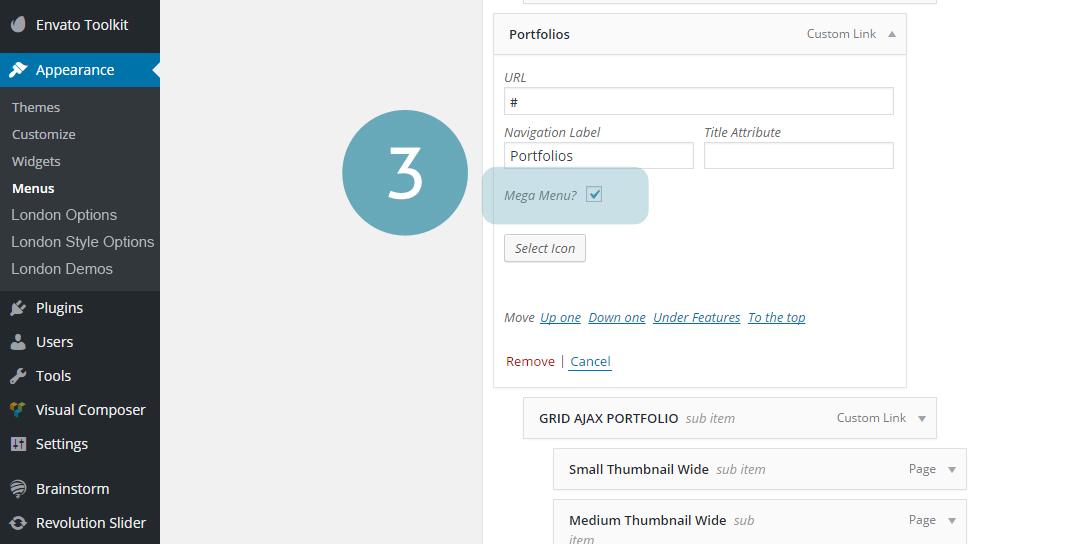 Envato Toolkit
Appearance
Themes
Customize
Widgets
Menus
London Options
London Style Options
London Demos
Plugins
Users
Tools
Visual Composer
Settings
Brainstorm
Revolution Slider
3
Portfolios Custom Link
URL
#
Navigation Label Title Attribute
Portfolios
Mega Menu?
Select Icon
Move Up one Down one Under Features To the top
Remove | Cancel
GRID AJAX PORTFOLIO sub item Custom Link
Small Thumbnail Wide sub item Page
Medium Thumbnail Wide sub Page
item